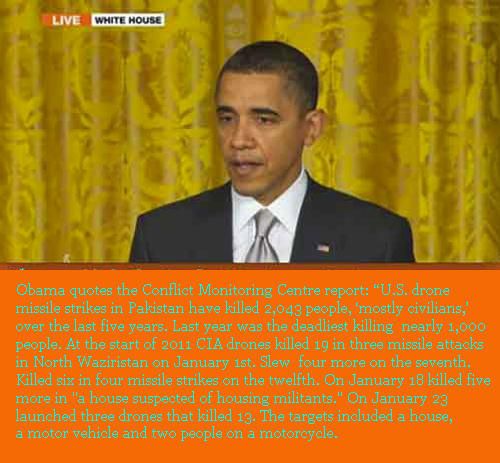 LIVE WHITE HOUSE
Obama quotes the Conflict Monitoring Centre report: "U.S. drone
missile strikes in Pakistan have killed 2,043 people, 'mostly civilians,'
over the last five years. Last year was the deadliest killing nearly 1,000
people. At the start of 2011 CIA drones killed 19 in three missile attacks
in North Waziristan on January 1st. Slew four more on the seventh.
Killed six in four missile strikes on the twelfth. On January 18 killed five
more in "a house suspected of housing militants." On January 23
launched three drones that killed 13. The targets included a house,
a motor vehicle and two people on a motorcycle.